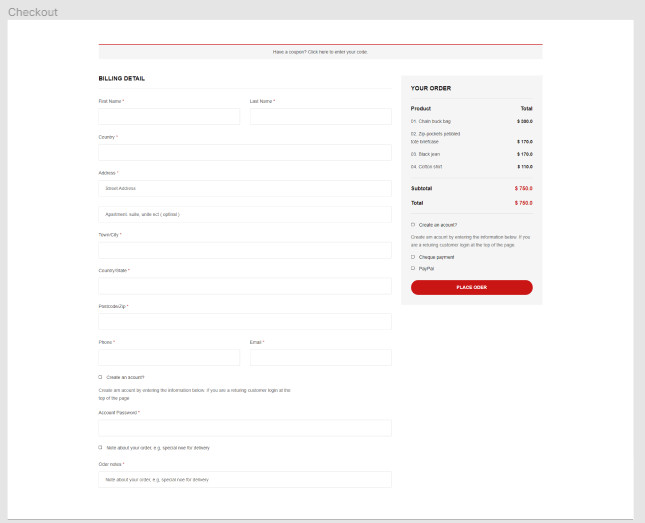 Checkout
Have a coupon? Click here to enter your code.
BILLING DETAIL
First Name *
Last Name *
Country *
Address *
Street Address
Apartment, suite, unite ect ( optinal )
Town/City *
Country/State *
Postcode/Zip *
Phone *
Email *
Create an acount?
Create am acount by entering the information below. If you are a retuing customer login at the
top of the page
Account Password *
Note about your order, e.g, special noe for delivery
Oder notes *
Note about your order, e.g, special noe for delivery
YOUR ORDER
Product Total
01. Chain buck bag $ 300.0
02. Zip-pockets pebbled
tote briefcase $ 170.0
03. Black jean $ 170.0
04. Cotton shirt $ 110.0
Subtotal $ 750.0
Total $ 750.0
Create an acount?
Create am acount by entering the information below. If you
are a retuing customer login at the top of the page
Cheque payment
PayPal
PLACE ODER